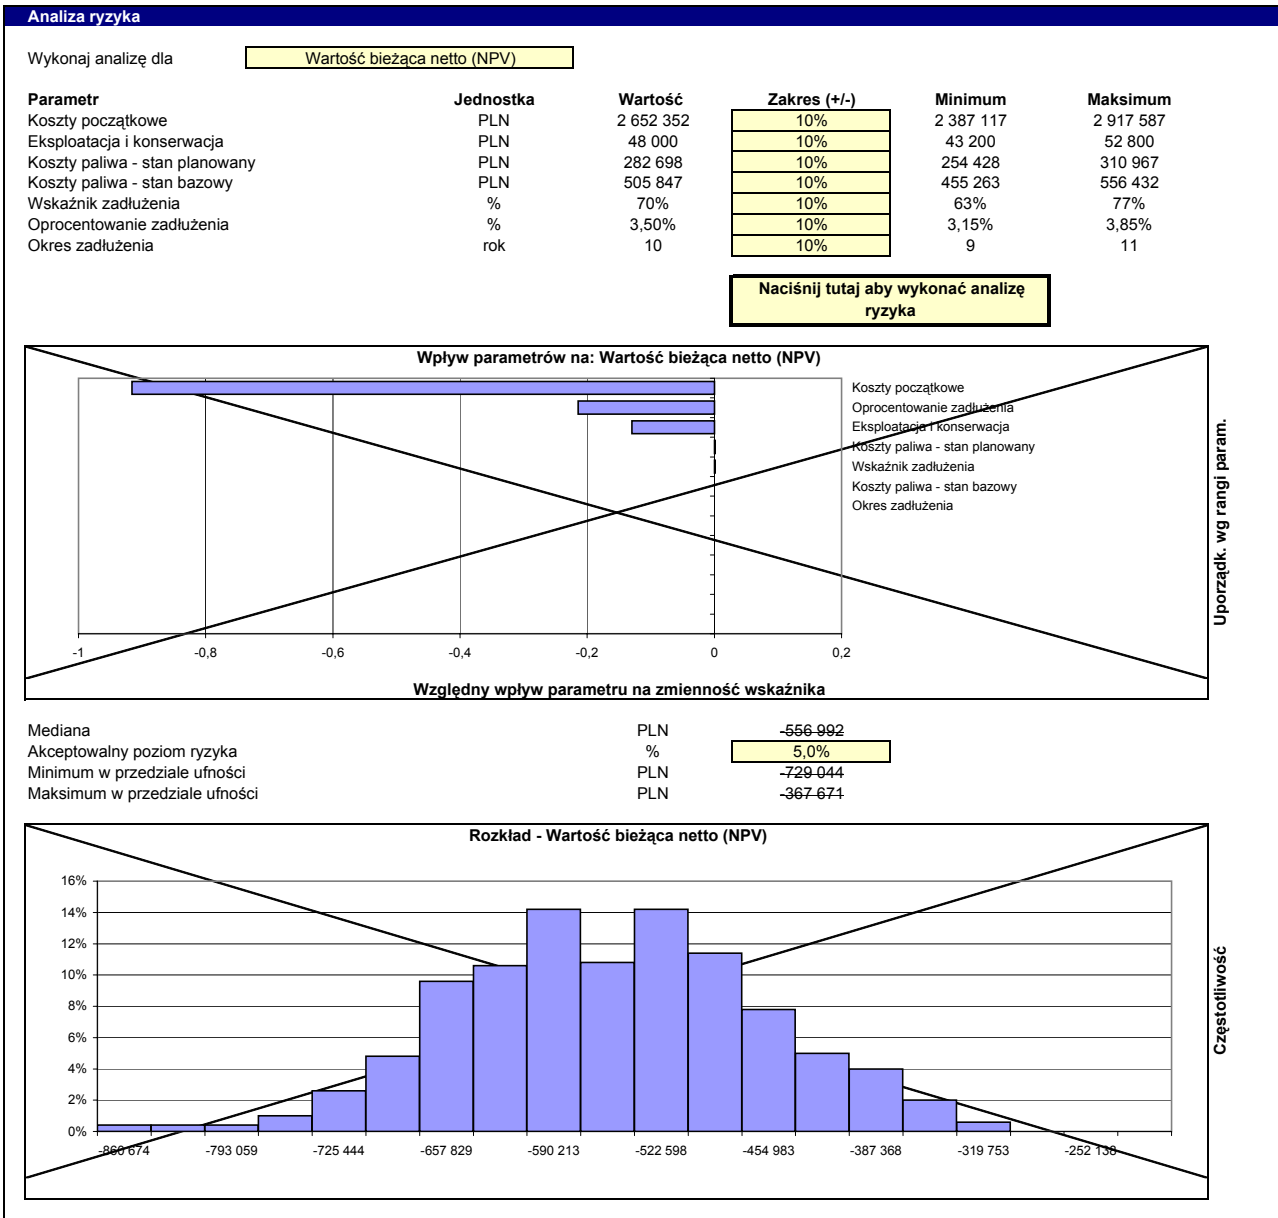 Analiza ryzyka
Wykonaj analizę dla Wartość bieżąca netto (NPV)
Parametr Jednostka Wartość Zakres (+/-) Minimum Maksimum
Koszty początkowe PLN 2 652 352 10% 2 387 117 2 917 587
Eksploatacja i konserwacja PLN 48 000 10% 43 200 52 800
Koszty paliwa - stan planowany PLN 282 698 10% 254 428 310 967
Koszty paliwa - stan bazowy PLN 505 847 10% 455 263 556 432
Wskaźnik zadłużenia % 70% 10% 63% 77%
Oprocentowanie zadłużenia % 3,50% 10% 3,15% 3,85%
Okres zadłużenia rok 10 10% 9 11
Naciśnij tutaj aby wykonać analizę
ryzyka
Wpływ parametrów na: Wartość bieżąca netto (NPV)
Koszty początkowe
Oprocentowanie zadłużenia
Eksploatacja i konserwacja
Koszty paliwa - stan planowany
Wskaźnik zadłużenia
Koszty paliwa - stan bazowy
Okres zadłużenia
Uporządk. wg rangi param.
-1 -0,8 -0,6 -0,4 -0,2 0 0,2
Względny wpływ parametru na zmienność wskaźnika
Mediana PLN -556 992
Akceptowalny poziom ryzyka % 5,0%
Minimum w przedziale ufności PLN -729 044
Maksimum w przedziale ufności PLN -367 671
Rozkład - Wartość bieżąca netto (NPV)
16%
14%
12%
10%
8%
6%
4%
2%
0%
Częstotliwość
-860 674 -793 059 -725 444 -657 829 -590 213 -522 598 -454 983 -387 368 -319 753 -252 138